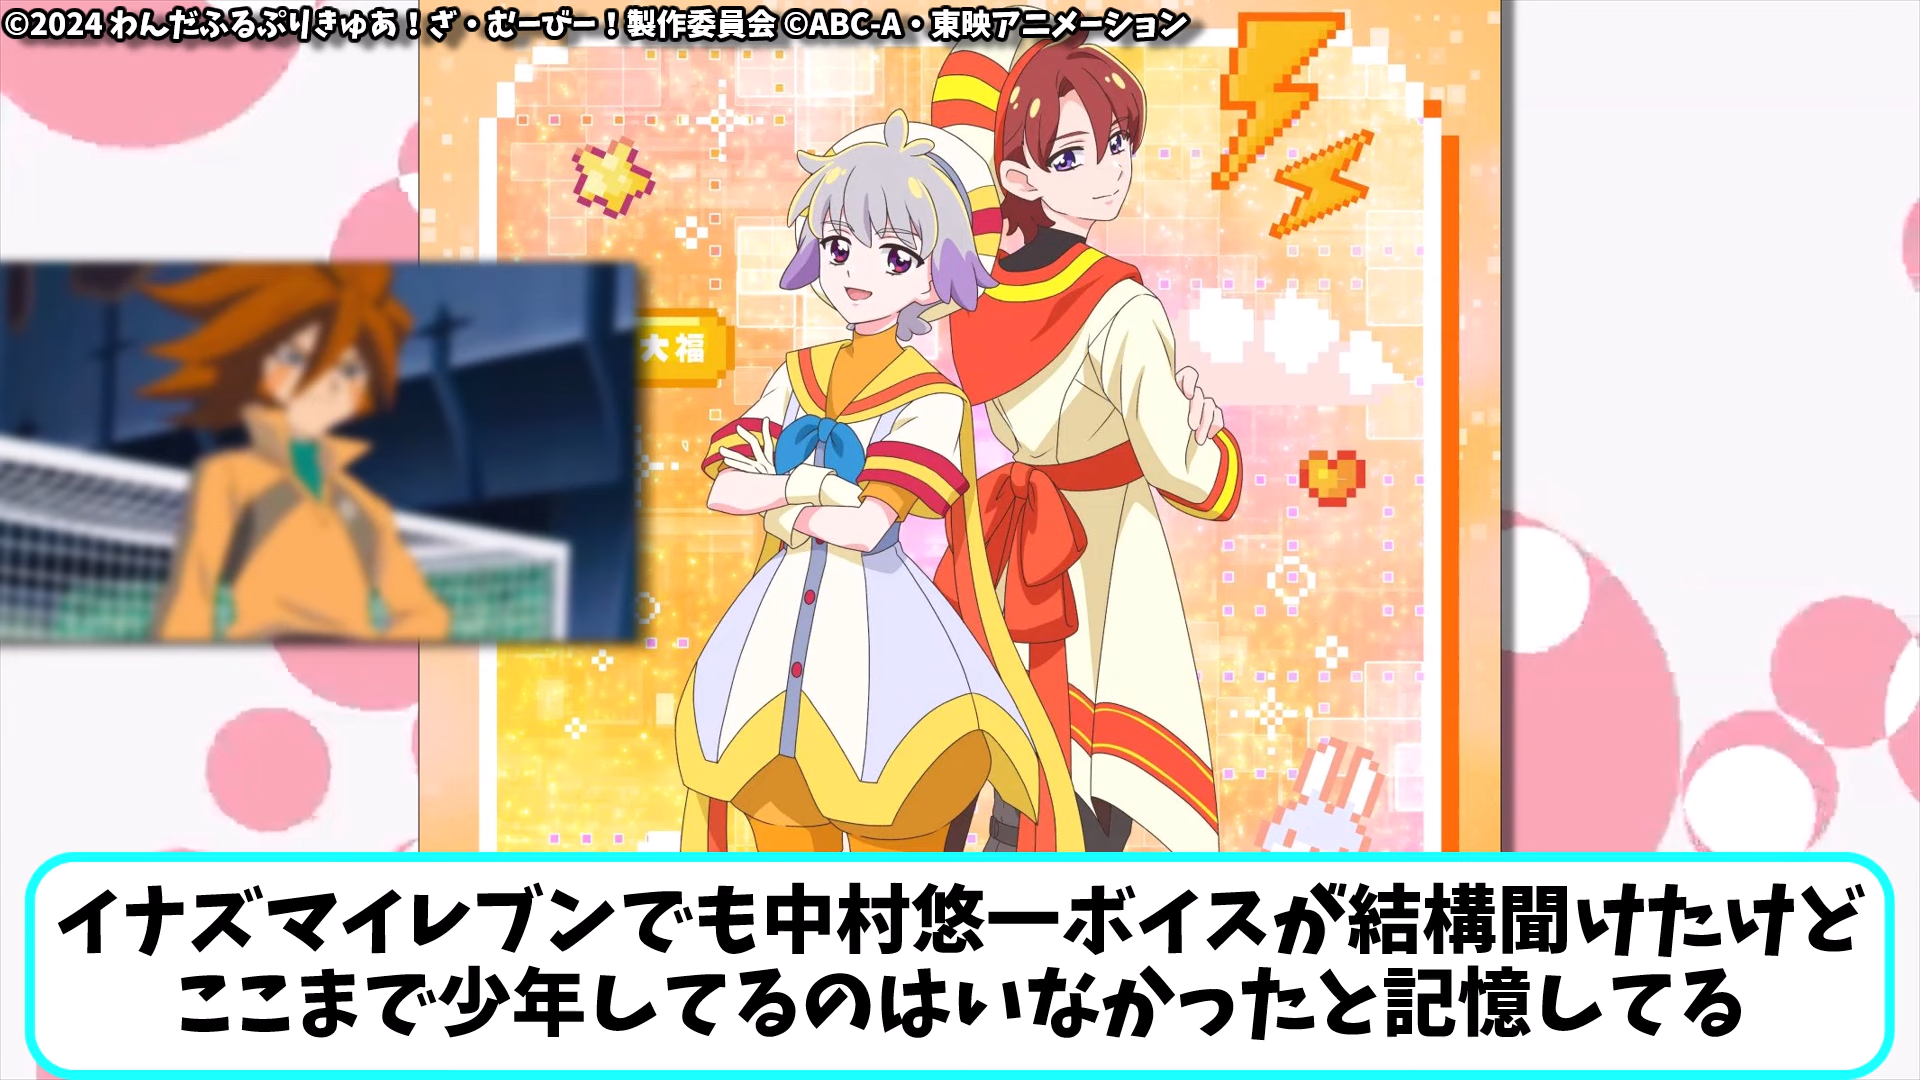 ©2024 わんだふるぷりきゅあ！ざ・むーびー！製作委員会 ©ABC-A・東映アニメーション
大福
イナズマイレブンでも中村悠一ボイスが結構聞けたけど
ここまで少年してるのはいなかったと記憶してる